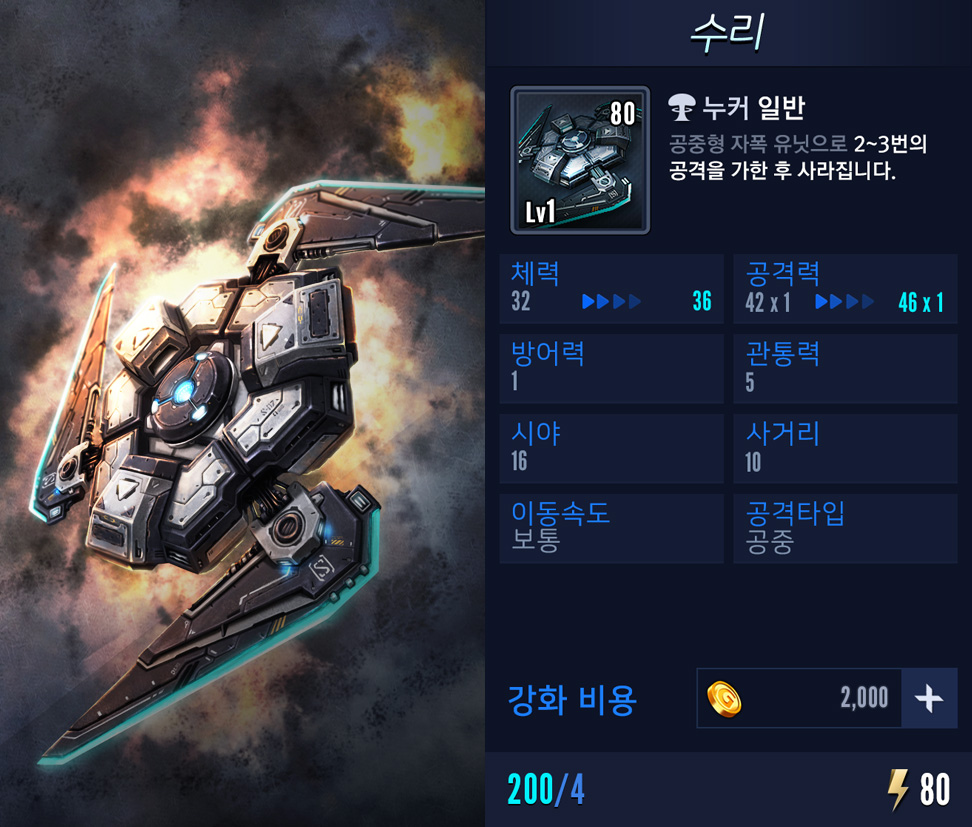 수리
80
Lv1
누커 일반
공중형 자폭 유닛으로 2~3번의
공격을 가한 후 사라집니다.
체력
32 36
공격력
42 x 1 46 x 1
방어력
1
관통력
5
시야
16
사거리
10
이동속도
보통
공격타입
공중
강화 비용
2,000
200/4
80